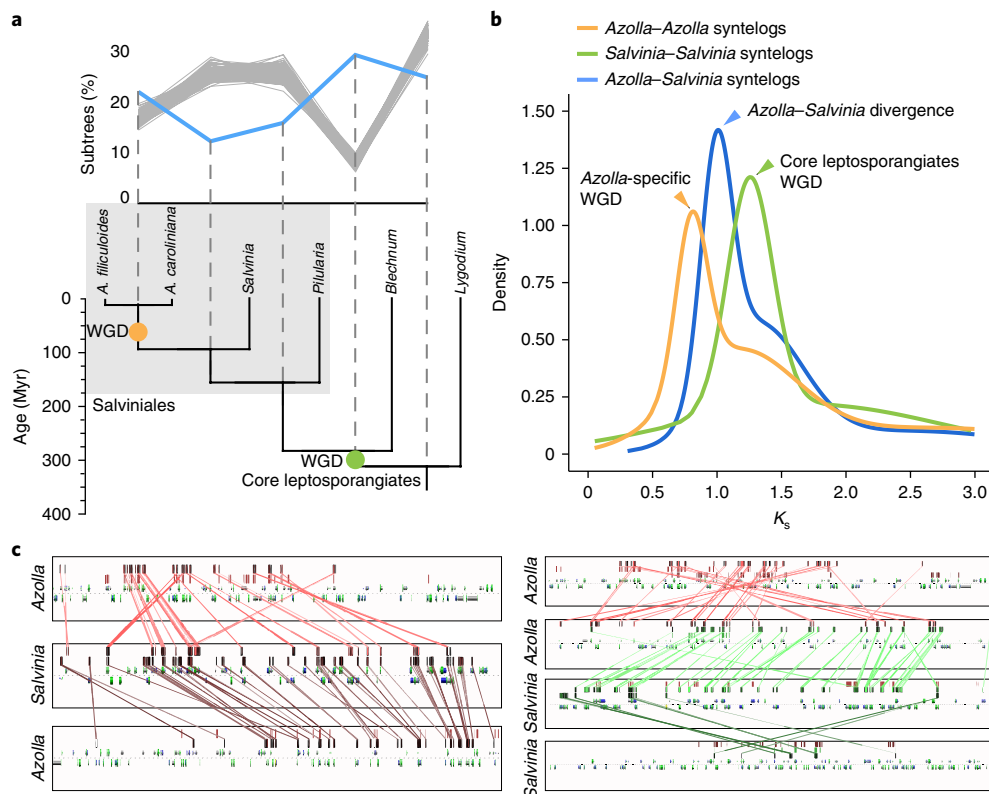 a
30
20
10
0
Subtrees (%)
A. filiculoides
A. caroliniana
Salvinia
Pilularia
Blechnum
Lygodium
0
100
200
300
400
Age (Myr)
WGD
Salviniales
WGD
Core leptosporangiates
b
Azolla–Azolla syntelogs
Salvinia–Salvinia syntelogs
Azolla–Salvinia syntelogs
1.50
1.25
1.00
0.75
0.50
0.25
0
Density
Azolla–Salvinia divergence
Core leptosporangiates
WGD
Azolla-specific
WGD
0
0.5
1.0
1.5
2.0
2.5
3.0
Ks
c
Azolla
Salvinia
Azolla
Azolla
Azolla
Salvinia
Salvinia